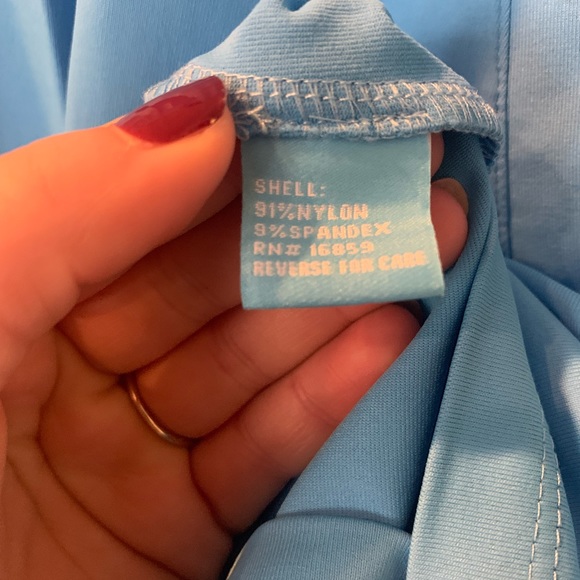 SHELL:
91%NYLON
9%SPANDEX
RN# 16859
REVERSE FOR CARE